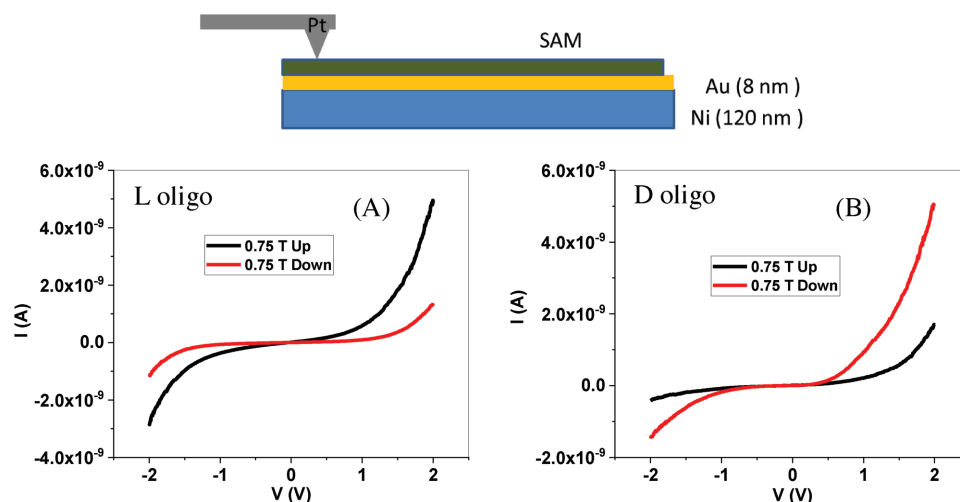 Pt
SAM
Au (8 nm )
Ni (120 nm )
L oligo
(A)
0.75 T Up
0.75 T Down
6.0x10⁻⁹
4.0x10⁻⁹
2.0x10⁻⁹
0.0
-2.0x10⁻⁹
-4.0x10⁻⁹
I (A)
-2 -1 0 1 2
V (V)
D oligo
(B)
0.75 T Up
0.75 T Down
6.0x10⁻⁹
4.0x10⁻⁹
2.0x10⁻⁹
0.0
-2.0x10⁻⁹
I (A)
-2 -1 0 1 2
V (V)